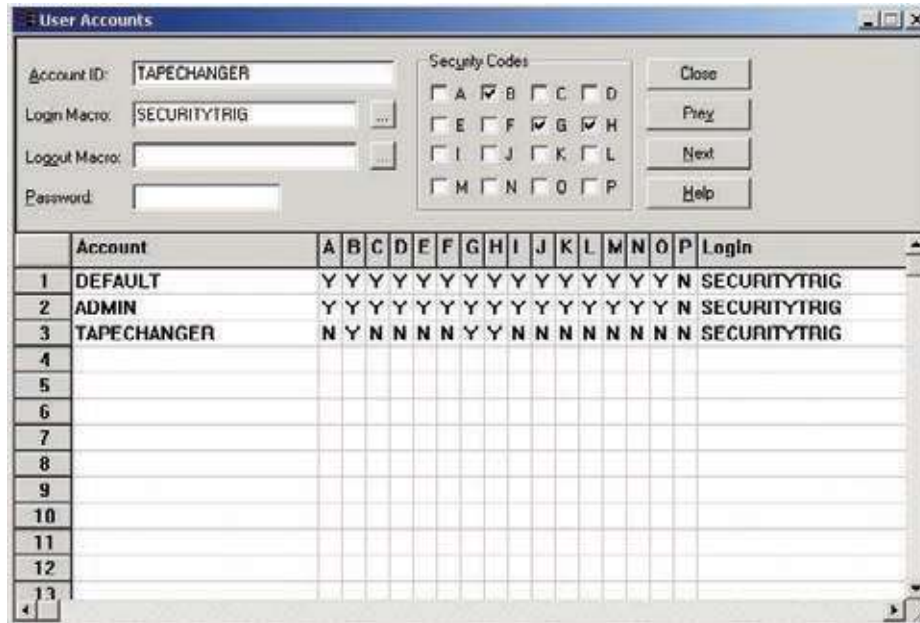 User Accounts
Account ID: TAPECHANGER
Login Macro: SECURITYTRIG ...
Logout Macro: ...
Password:
Security Codes
A B C D
E F G H
I J K L
M N O P
Close
Prev
Next
Help
Account A B C D E F G H I J K L M N O P Login
1 DEFAULT Y Y Y Y Y Y Y Y Y Y Y Y Y Y Y N SECURITYTRIG
2 ADMIN Y Y Y Y Y Y Y Y Y Y Y Y Y Y Y N SECURITYTRIG
3 TAPECHANGER N Y N N N N Y Y N N N N N N N N SECURITYTRIG
4
5
6
7
8
9
10
11
12
13